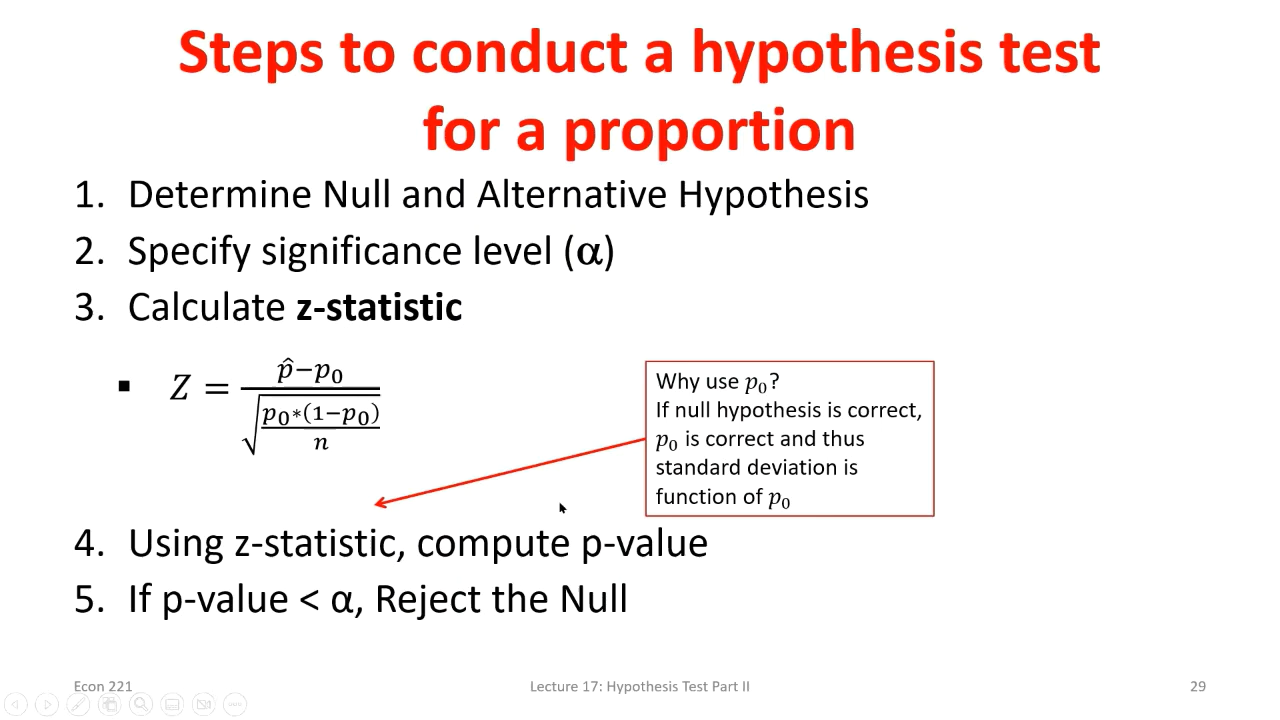 Steps to conduct a hypothesis test
for a proportion
1. Determine Null and Alternative Hypothesis
2. Specify significance level (α)
3. Calculate z-statistic
▪ Z = (p̂−p₀)/√(p₀*(1−p₀)/n)
Why use p₀?
If null hypothesis is correct,
p₀ is correct and thus
standard deviation is
function of p₀
4. Using z-statistic, compute p-value
5. If p-value < α, Reject the Null
Econ 221
Lecture 17: Hypothesis Test Part II
29